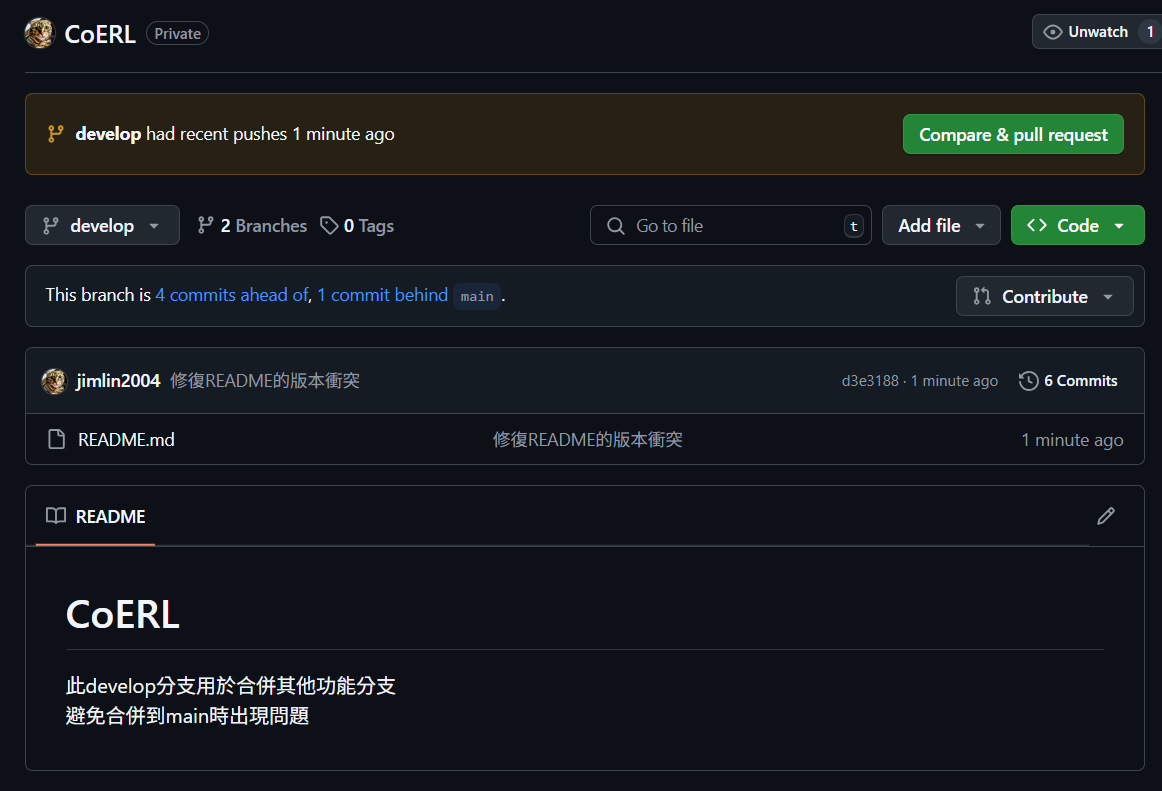 CoERL Private Unwatch 1
develop had recent pushes 1 minute ago Compare & pull request
develop 2 Branches 0 Tags Go to file t Add file Code
This branch is 4 commits ahead of, 1 commit behind main . Contribute
jimlin2004 修復README的版本衝突 d3e3188 · 1 minute ago 6 Commits
README.md 修復README的版本衝突 1 minute ago
README
CoERL
此develop分支用於合併其他功能分支
避免合併到main時出現問題